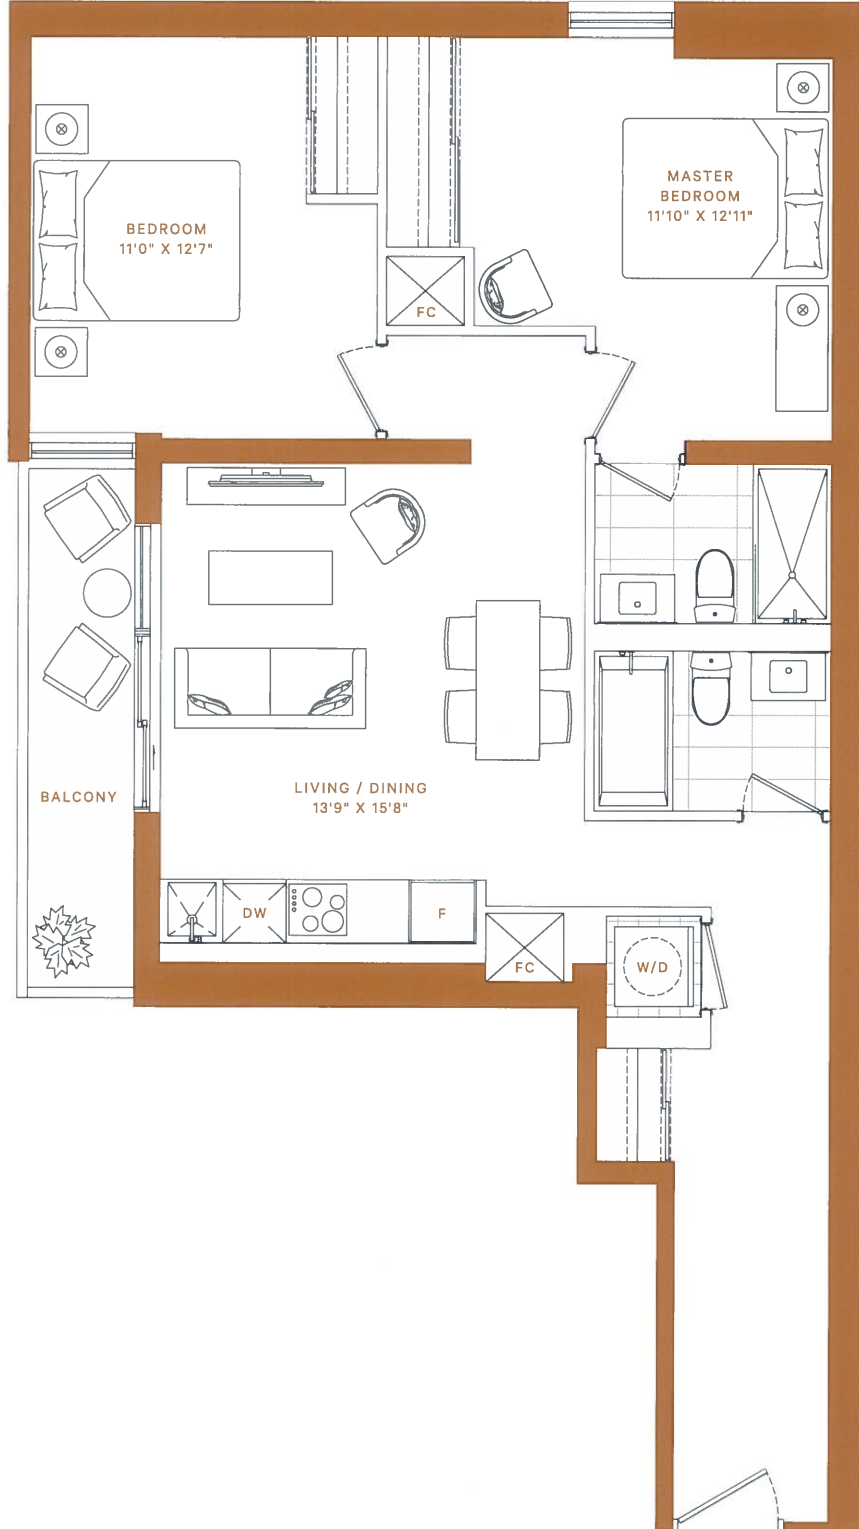 MASTER
BEDROOM
11'10" X 12'11"
BEDROOM
11'0" X 12'7"
FC
BALCONY
LIVING / DINING
13'9" X 15'8"
DW
F
FC
W/D